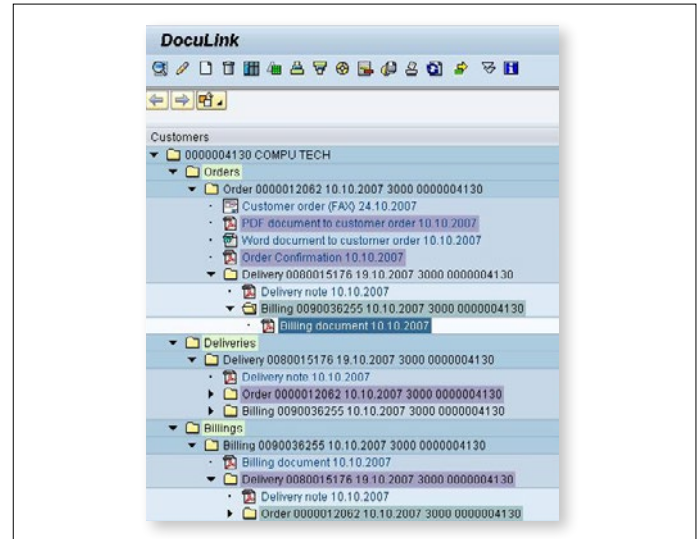 DocuLink
Customers
0000004130 COMPU TECH
Orders
Order 0000012062 10.10.2007 3000 0000004130
Customer order (FAX) 24.10.2007
PDF document to customer order 10.10.2007
Word document to customer order 10.10.2007
Order Confirmation 10.10.2007
Delivery 0080015176 19.10.2007 3000 0000004130
Delivery note 10.10.2007
Billing 0090036255 10.10.2007 3000 0000004130
Billing document 10.10.2007
Deliveries
Delivery 0080015176 19.10.2007 3000 0000004130
Delivery note 10.10.2007
Order 0000012062 10.10.2007 3000 0000004130
Billing 0090036255 10.10.2007 3000 0000004130
Billings
Billing 0090036255 10.10.2007 3000 0000004130
Billing document 10.10.2007
Delivery 0080015176 19.10.2007 3000 0000004130
Delivery note 10.10.2007
Order 0000012062 10.10.2007 3000 0000004130